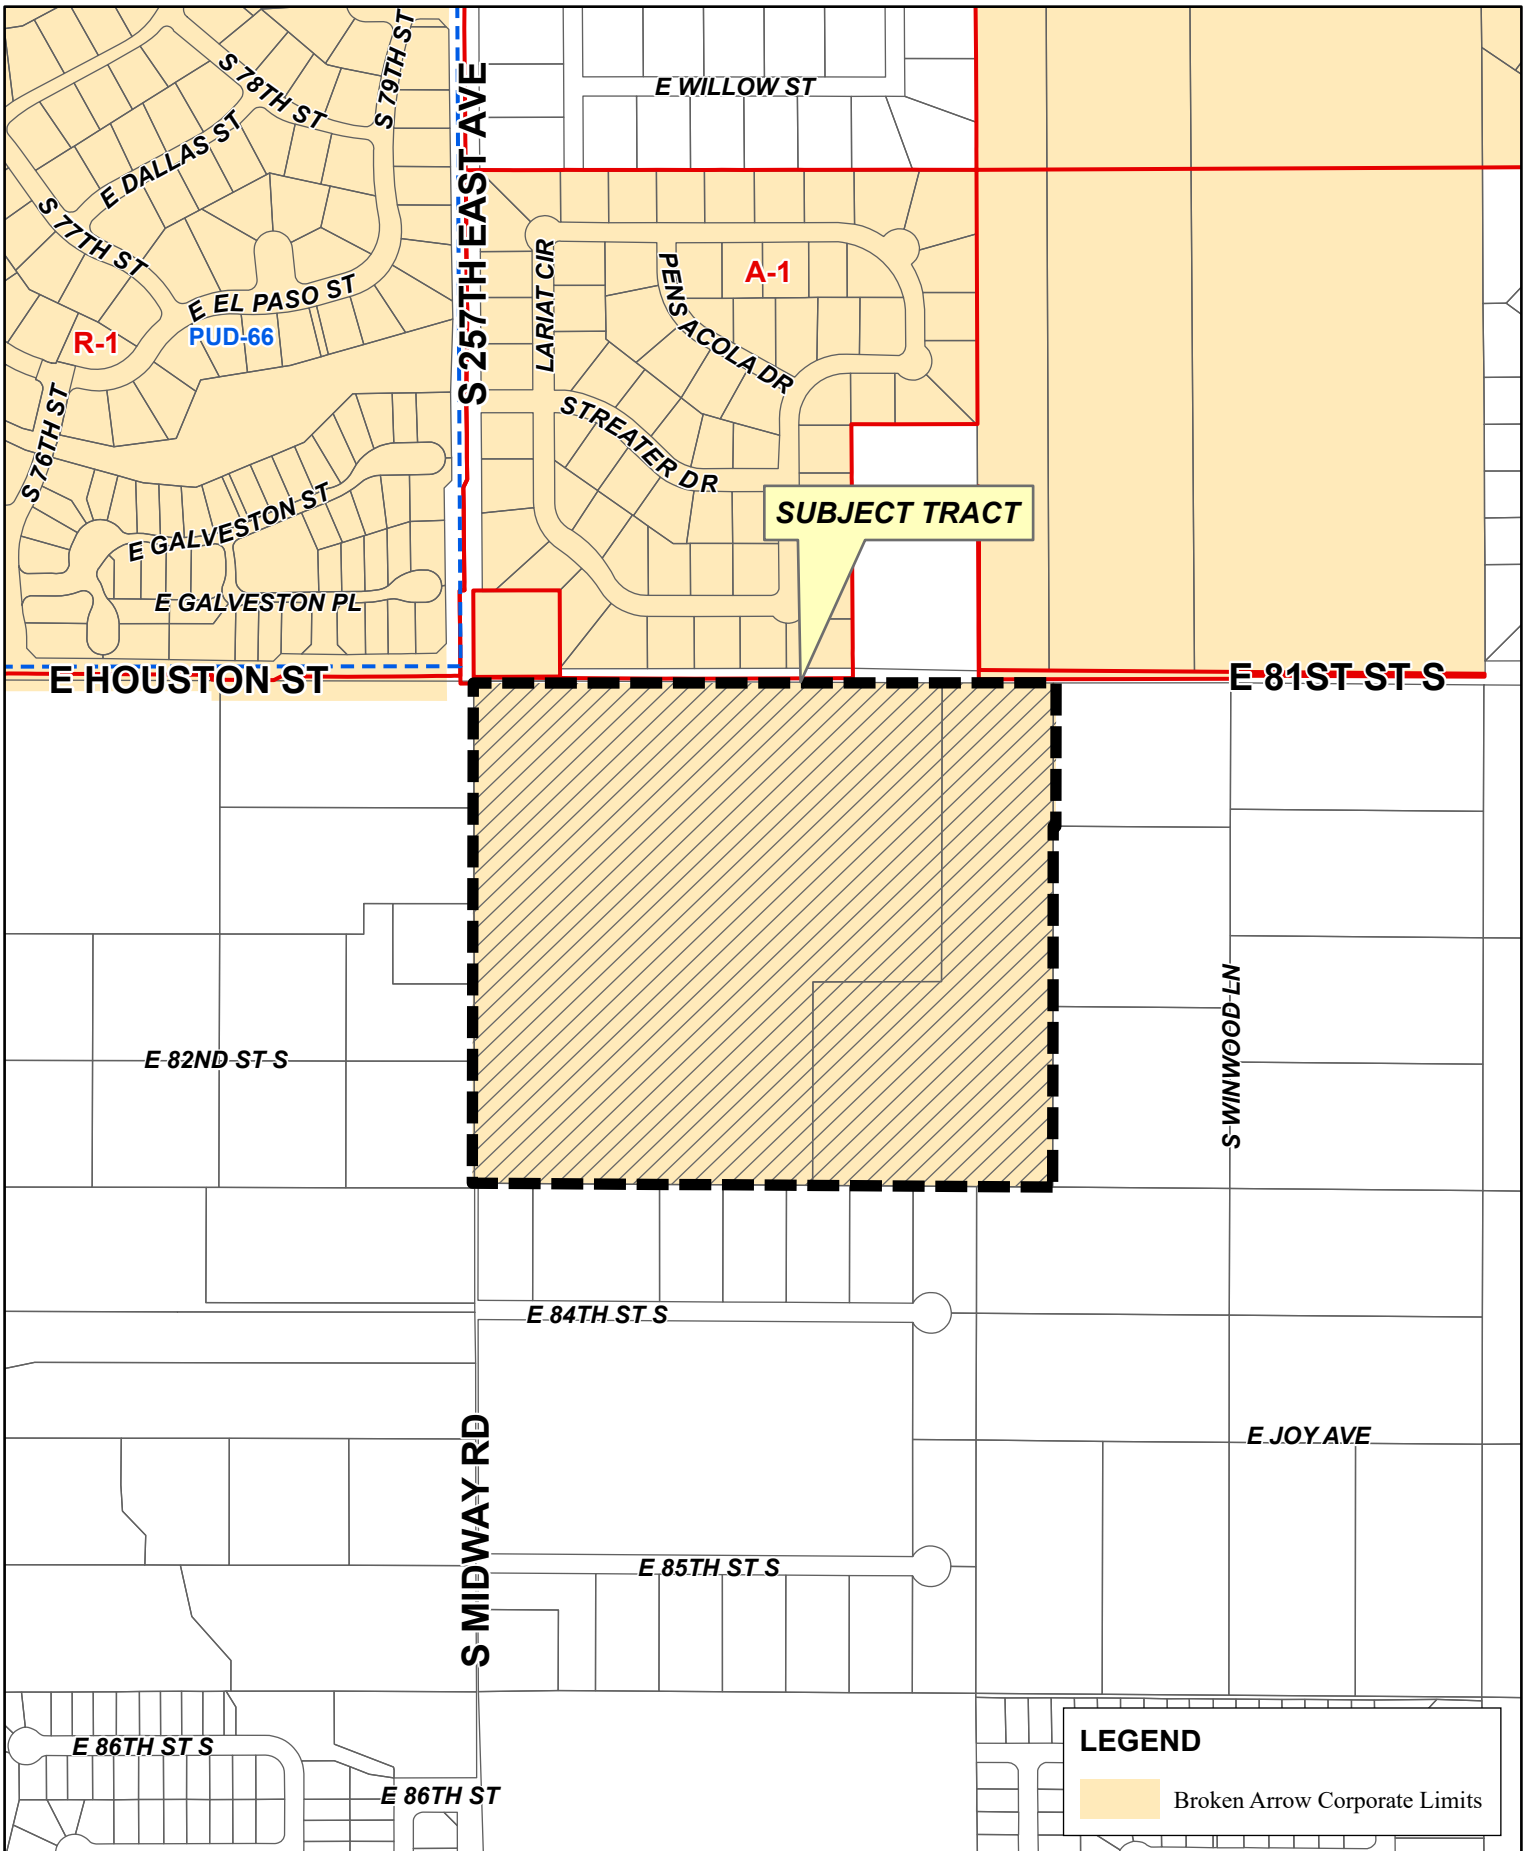 S 78TH ST
S 79TH ST
E WILLOW ST
E DALLAS ST
S 257TH EAST AVE
S 77TH ST
LARIAT CIR
PENSACOLA DR
A-1
E EL PASO ST
PUD-66
R-1
S 76TH ST
STREATER DR
E GALVESTON ST
SUBJECT TRACT
E GALVESTON PL
E HOUSTON ST
E 81ST ST S
E 82ND ST S
S WINWOOD LN
E 84TH ST S
S MIDWAY RD
E JOY AVE
E 85TH ST S
E 86TH ST S
E 86TH ST
LEGEND
Broken Arrow Corporate Limits